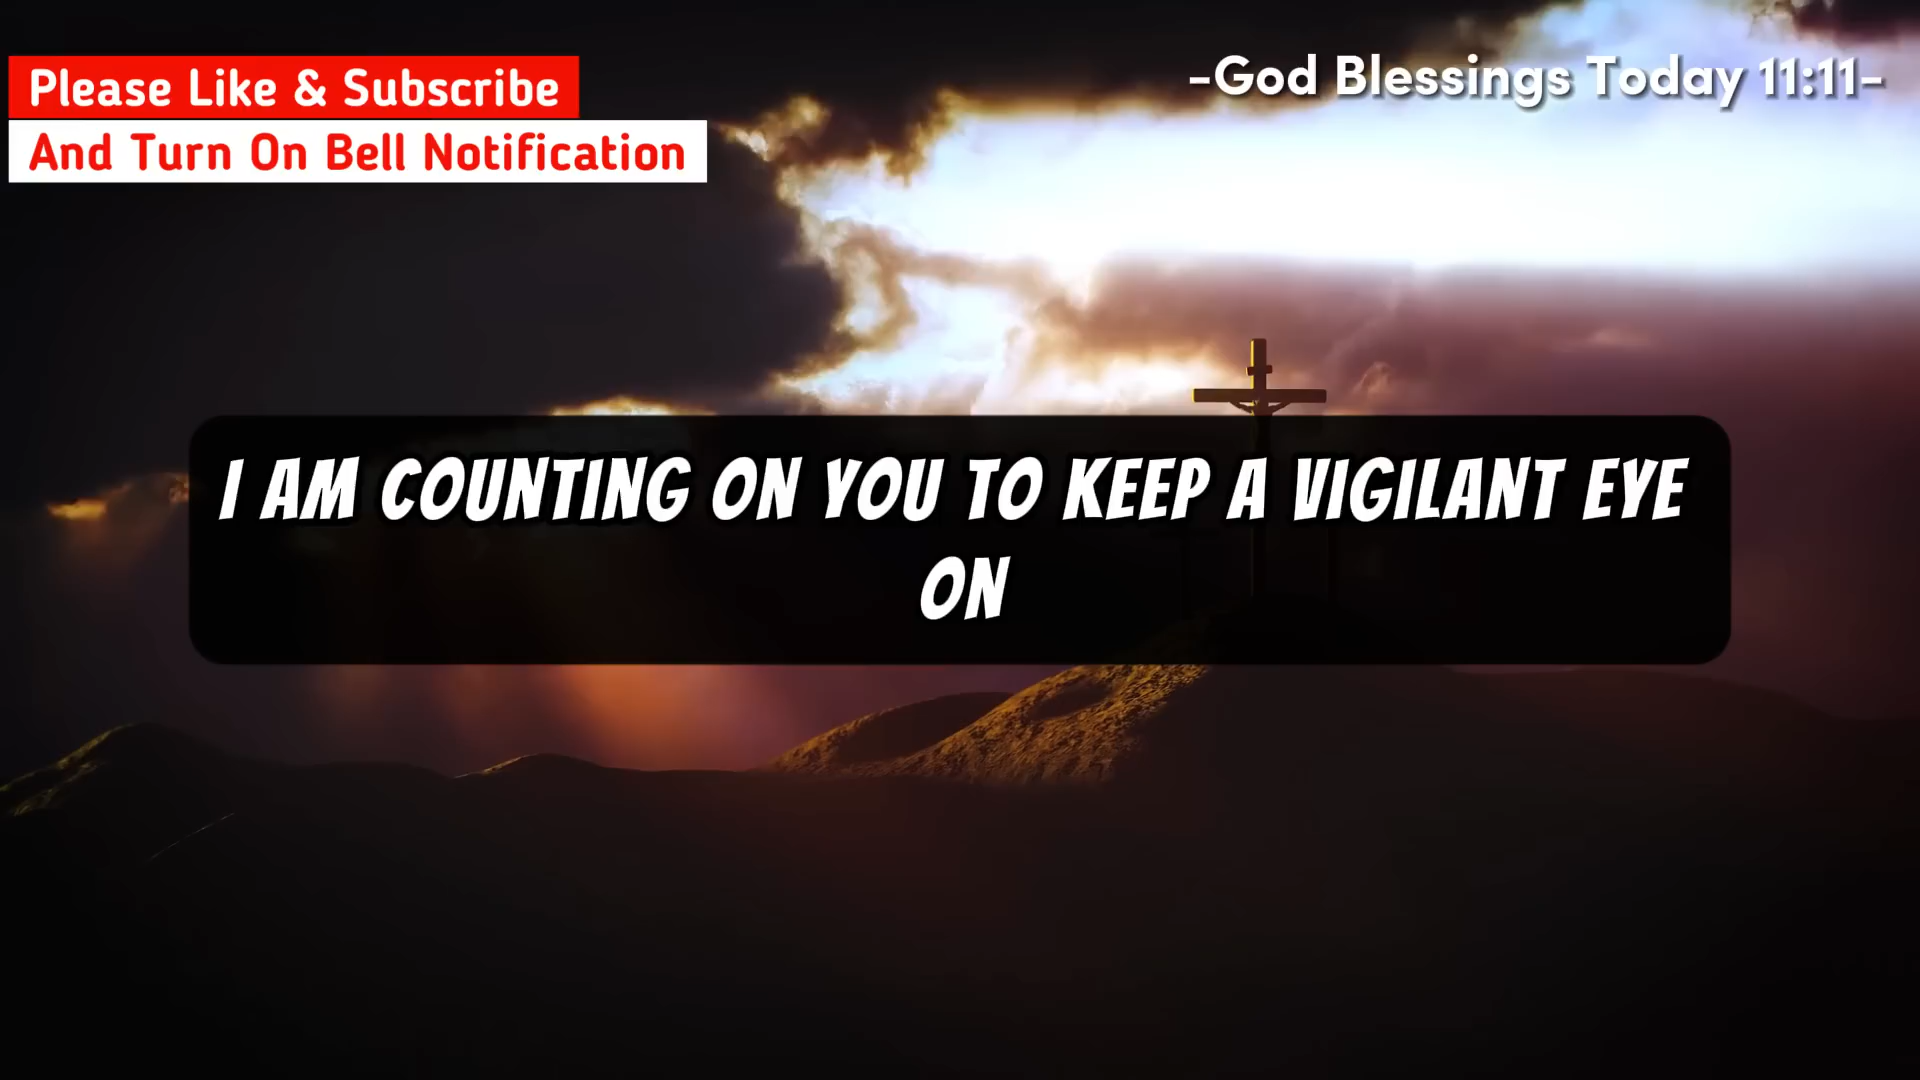 Please Like & Subscribe
And Turn On Bell Notification
-God Blessings Today 11:11-
I AM COUNTING ON YOU TO KEEP A VIGILANT EYE
ON